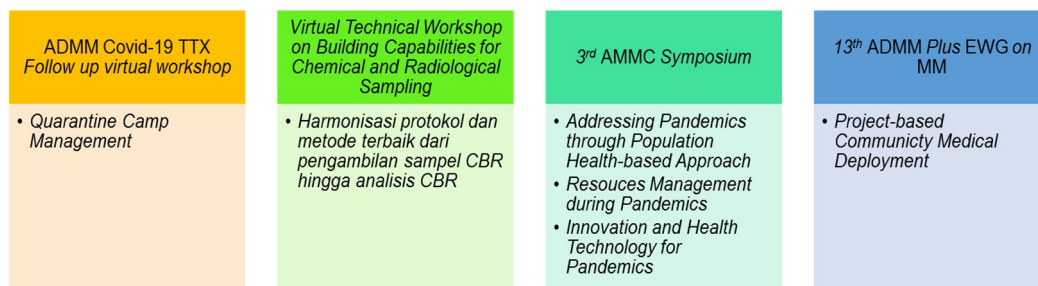 ADMM Covid-19 TTX
Follow up virtual workshop
• Quarantine Camp
Management
Virtual Technical Workshop
on Building Capabilities for
Chemical and Radiological
Sampling
• Harmonisasi protokol dan
metode terbaik dari
pengambilan sampel CBR
hingga analisis CBR
3rd AMMC Symposium
• Addressing Pandemics
through Population
Health-based Approach
• Resouces Management
during Pandemics
• Innovation and Health
Technology for
Pandemics
13th ADMM Plus EWG on
MM
• Project-based
Communicty Medical
Deployment